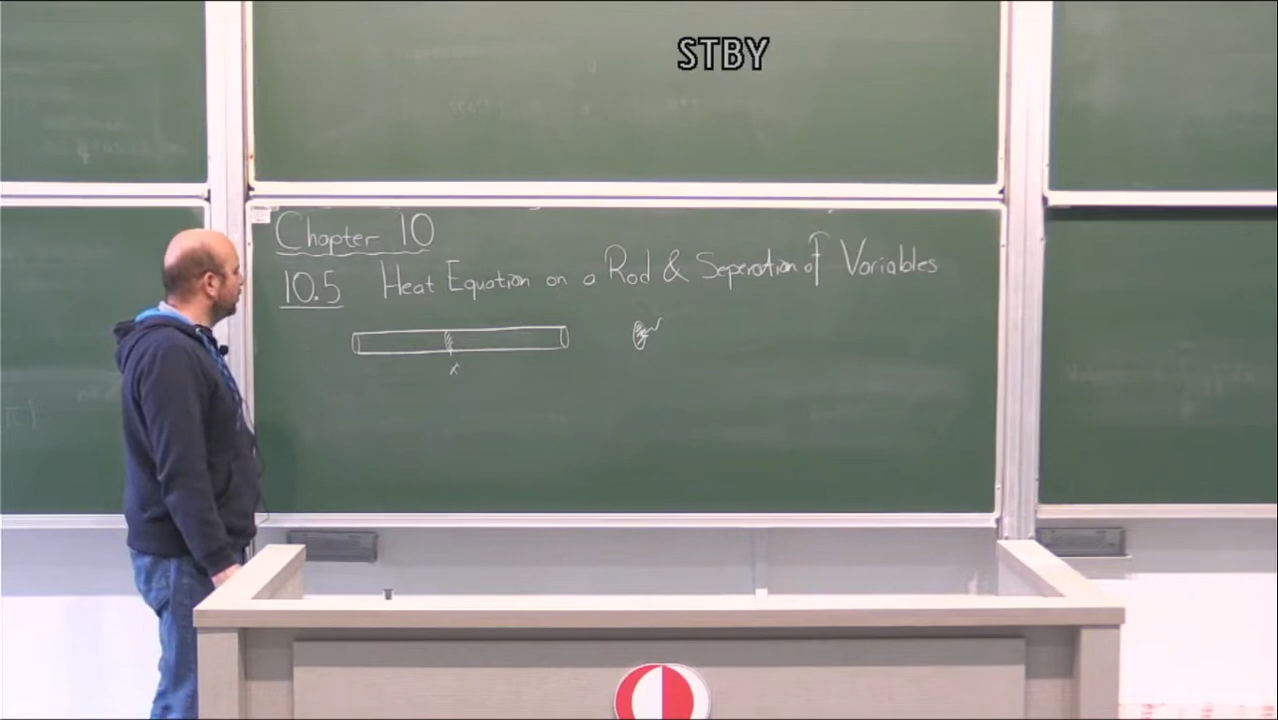 STBY
Chapter 10
10.5 Heat Equation on a Rod & Seperation of Variables
x